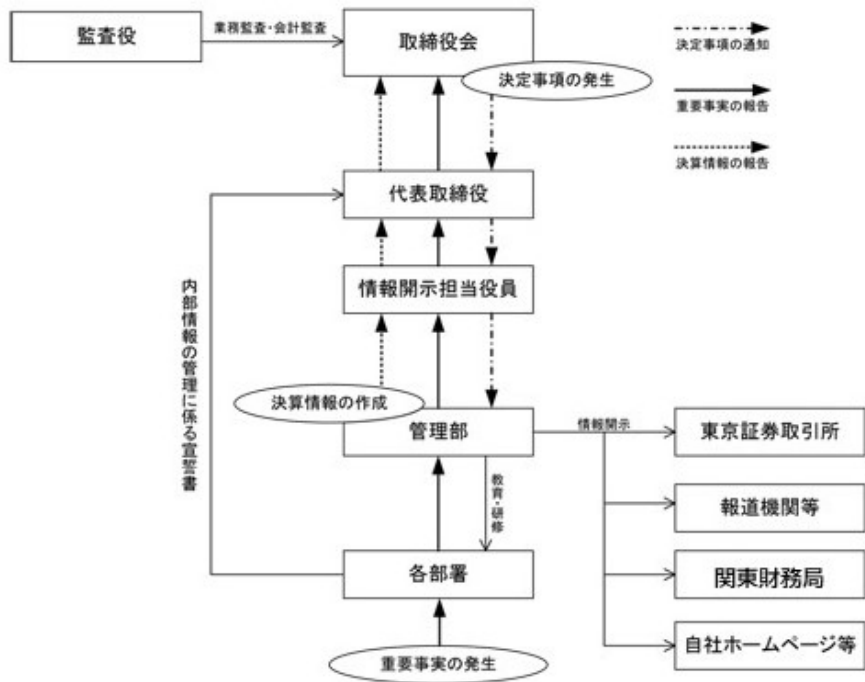 監査役
業務監査・会計監査
取締役会
決定事項の発生
決定事項の通知
重要事実の報告
決算情報の報告
代表取締役
情報開示担当役員
内部情報の管理に係る宣誓書
決算情報の作成
管理部
情報開示
東京証券取引所
教育・研修
報道機関等
各部署
関東財務局
重要事実の発生
自社ホームページ等